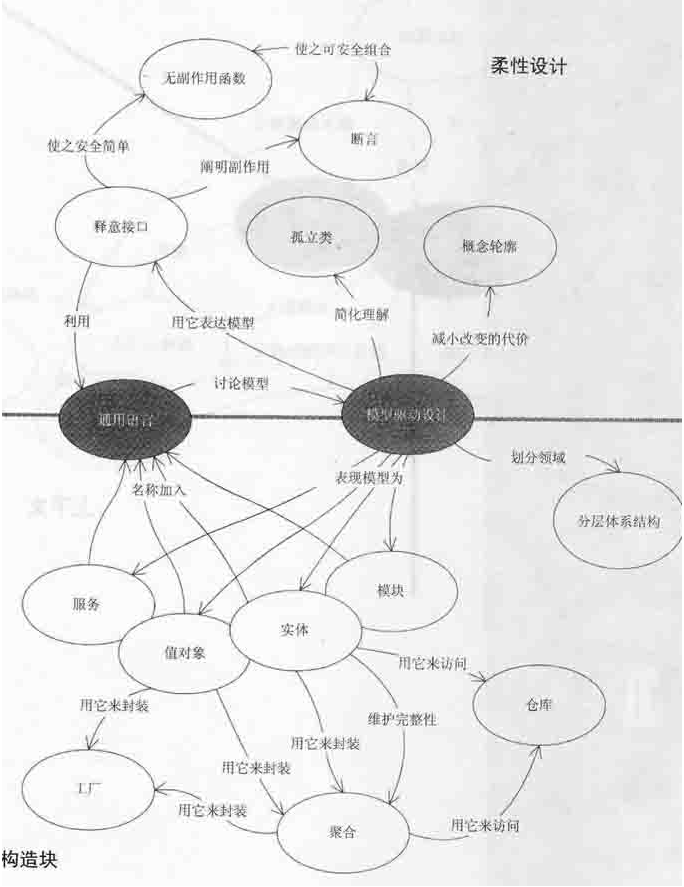 使之可安全组合
柔性设计
无副作用函数
断言
使之安全简单
阐明副作用
释意接口
孤立类
概念轮廓
利用
用它表达模型
简化理解
减小改变的代价
讨论模型
通用语言
模型驱动设计
划分领域
表现模型为
名称加入
分层体系结构
服务
模块
实体
值对象
用它来访问
用它来封装
维护完整性
仓库
用它来封装
用它来封装
工厂
用它来封装
聚合
用它来访问
构造块